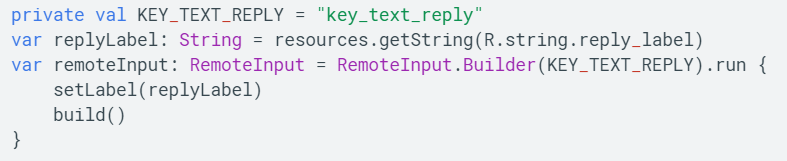 private val KEY_TEXT_REPLY = "key_text_reply"
var replyLabel: String = resources.getString(R.string.reply_label)
var remoteInput: RemoteInput = RemoteInput.Builder(KEY_TEXT_REPLY).run {
    setLabel(replyLabel)
    build()
}